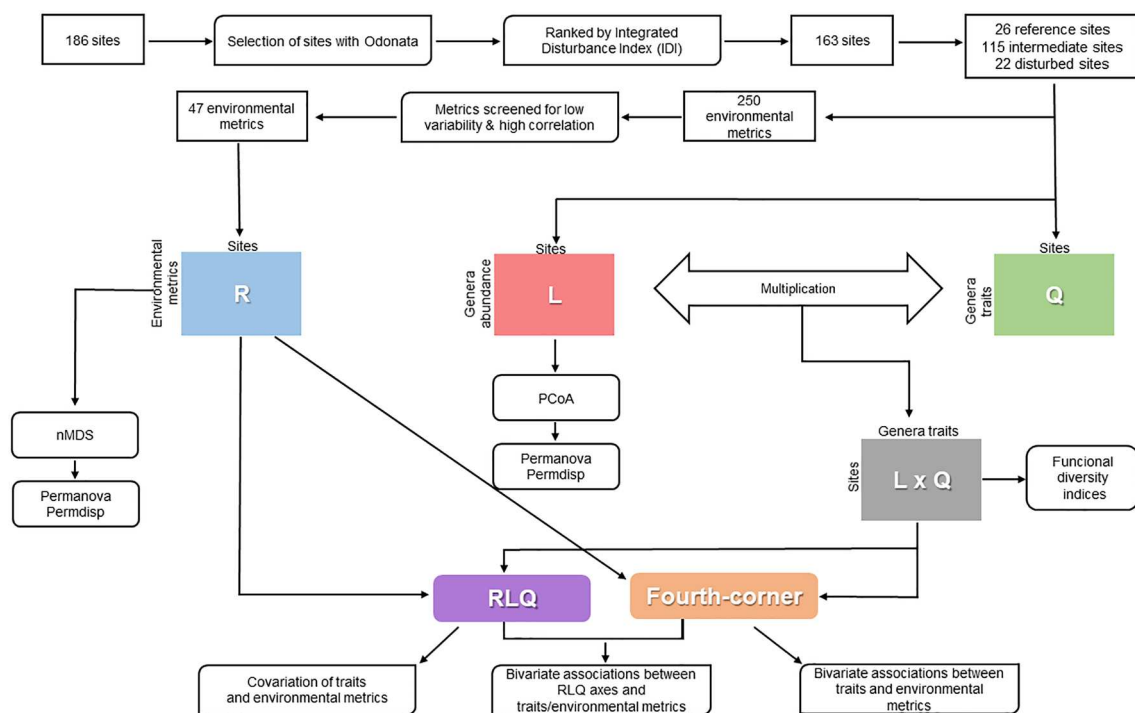 186 sites
Selection of sites with Odonata
Ranked by Integrated
Disturbance Index (IDI)
163 sites
26 reference sites
115 intermediate sites
22 disturbed sites
47 environmental
metrics
Metrics screened for low
variability & high correlation
250
environmental
metrics
Sites
Environmental
metrics
R
Sites
Genera
abundance
L
Multiplication
Sites
Genera
traits
Q
nMDS
Permanova
Permdisp
PCoA
Permanova
Permdisp
Genera traits
Sites
L x Q
Funcional
diversity
indices
RLQ
Fourth-corner
Covariation of traits
and environmental metrics
Bivariate associations between
RLQ axes and
traits/environmental metrics
Bivariate associations between
traits and environmental
metrics